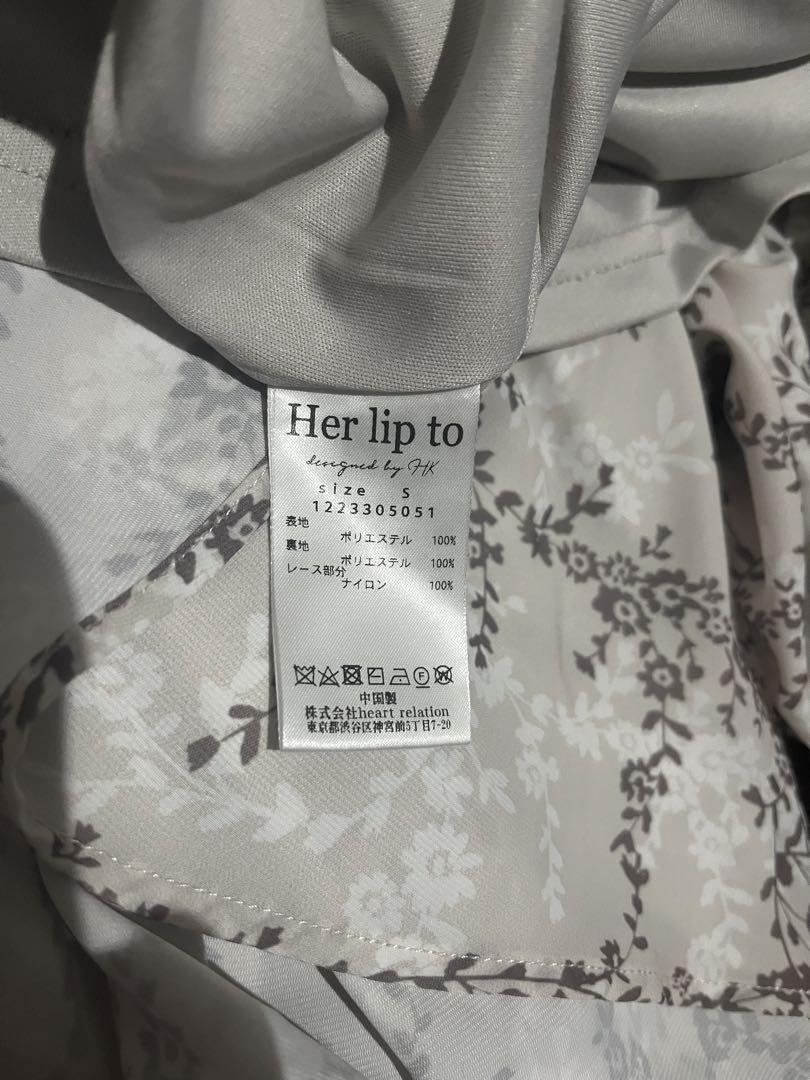 Her lip to
designed by HK
size S
1223305051
表地
ポリエステル 100%
裏地
ポリエステル 100%
レース部分
ナイロン 100%
中国製
株式会社heart relation
東京都渋谷区神宮前5丁目7-20